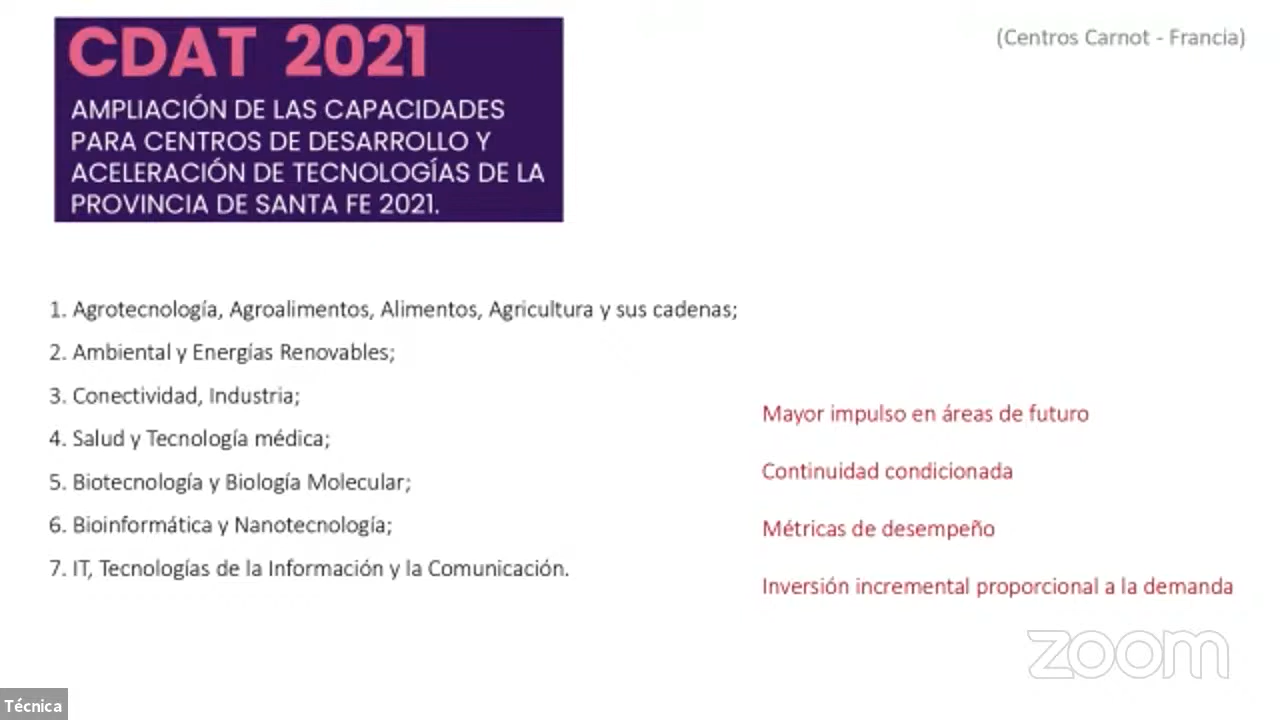 CDAT 2021
(Centros Carnot - Francia)
AMPLIACIÓN DE LAS CAPACIDADES
PARA CENTROS DE DESARROLLO Y
ACELERACIÓN DE TECNOLOGÍAS DE LA
PROVINCIA DE SANTA FE 2021.
1. Agrotecnología, Agroalimentos, Alimentos, Agricultura y sus cadenas;
2. Ambiental y Energías Renovables;
3. Conectividad, Industria;
4. Salud y Tecnología médica;
5. Biotecnología y Biología Molecular;
6. Bioinformática y Nanotecnología;
7. IT, Tecnologías de la Información y la Comunicación.
Mayor impulso en áreas de futuro
Continuidad condicionada
Métricas de desempeño
Inversión incremental proporcional a la demanda
zoom
Técnica